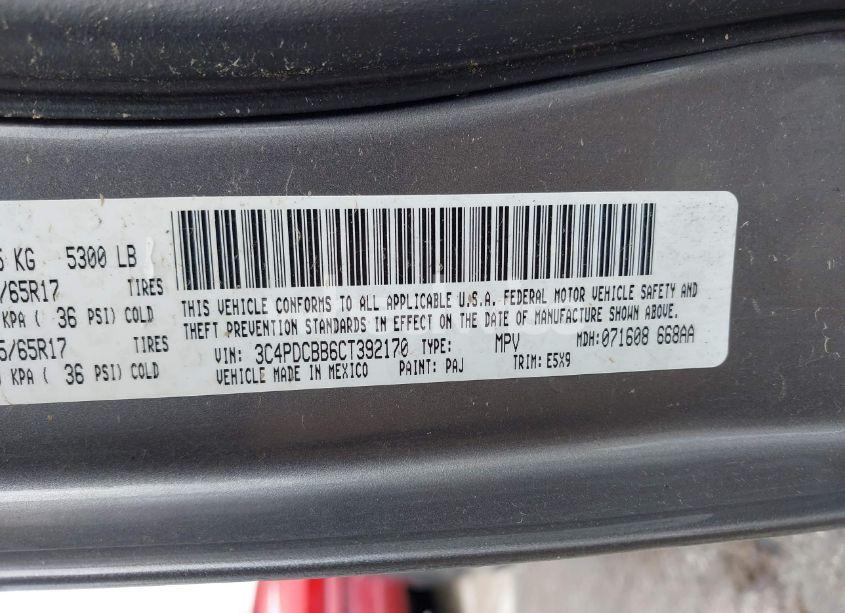 KG 5300 LB
/65R17 TIRES
KPA ( 36 PSI) COLD
5/65R17 TIRES
KPA ( 36 PSI) COLD
THIS VEHICLE CONFORMS TO ALL APPLICABLE U.S.A. FEDERAL MOTOR VEHICLE SAFETY AND
THEFT PREVENTION STANDARDS IN EFFECT ON THE DATE OF MANUFACTURE SHOWN ABOVE.
VIN: 3C4PDCBB6CT392170 TYPE: MPV MDH:071608 668AA
VEHICLE MADE IN MEXICO PAINT: PAJ TRIM: E5X9